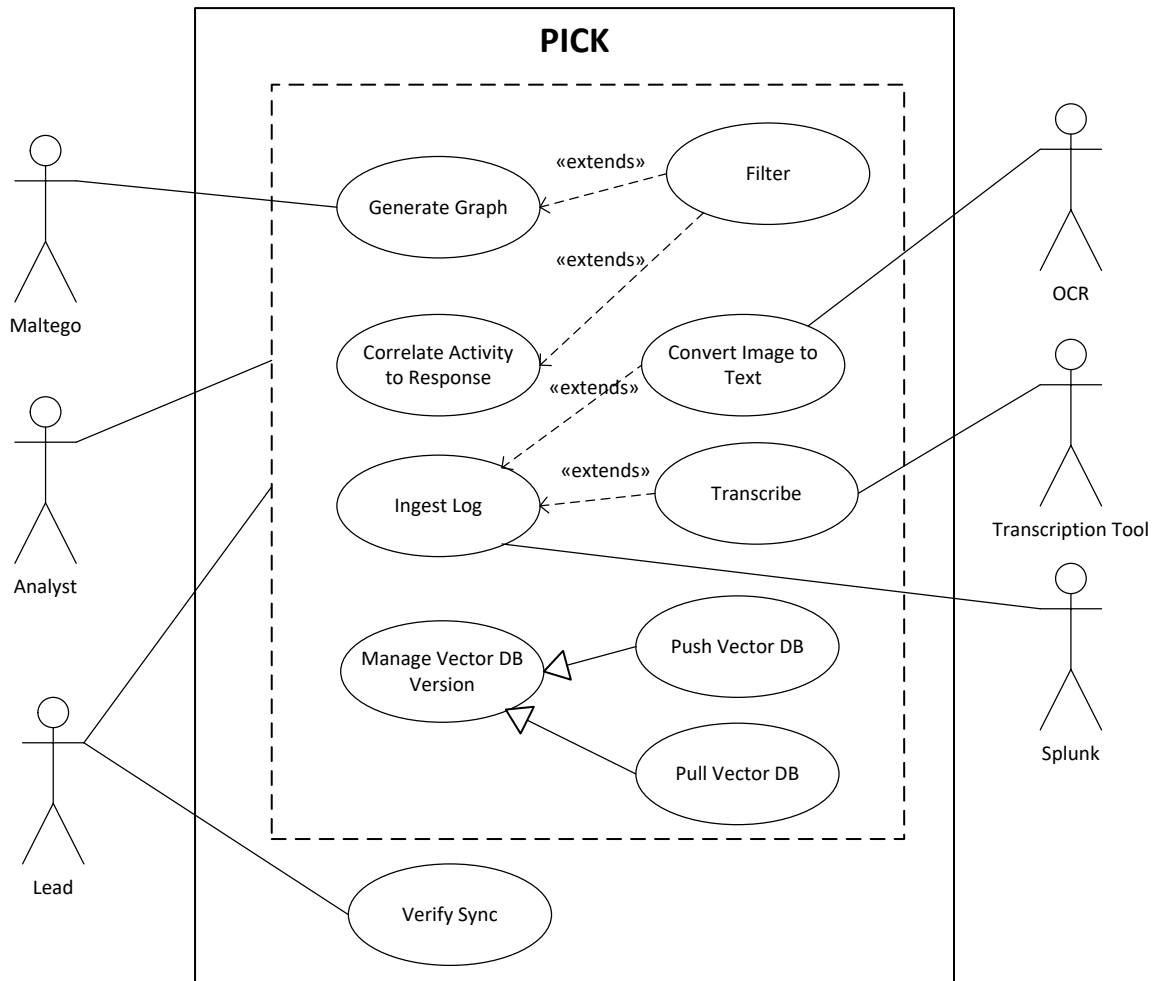 PICK
«extends»
Filter
Generate Graph
Maltego
«extends»
OCR
Correlate Activity
to Response
Convert Image to
Text
«extends»
Analyst
«extends»
Ingest Log
Transcribe
Transcription Tool
Manage Vector DB
Version
Push Vector DB
Splunk
Pull Vector DB
Lead
Verify Sync